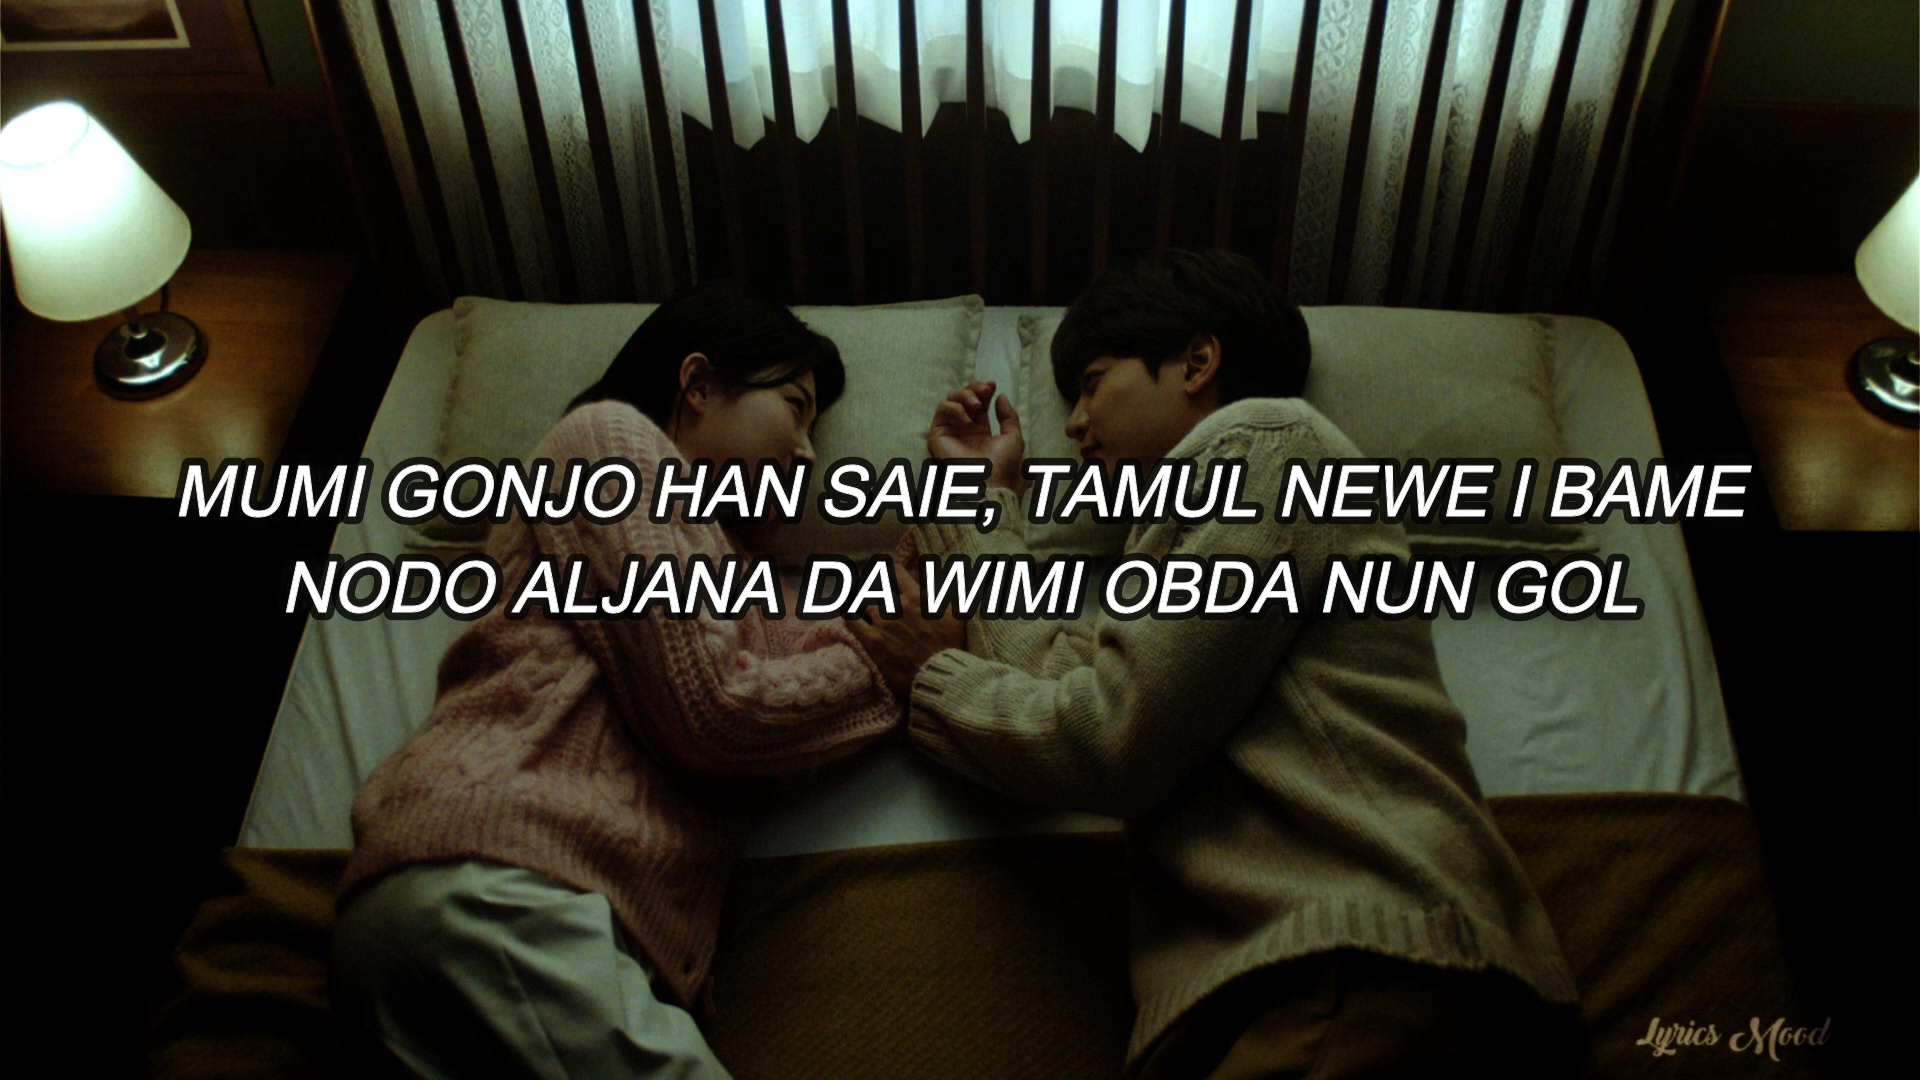 MUMI GONJO HAN SAIE, TAMUL NEWE I BAME
NODO ALJANA DA WIMI OBDA NUN GOL
Lyrics Mood